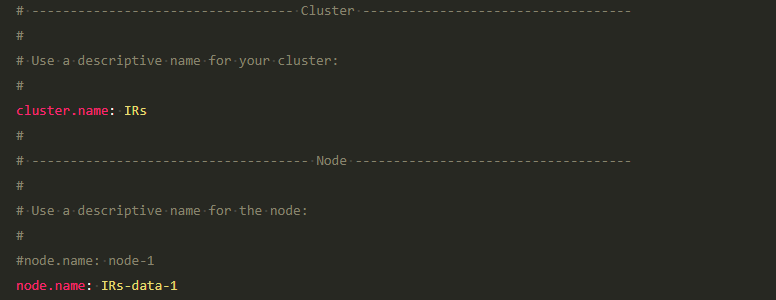 # ---------------------------------- Cluster -----------------------------------
#
# Use a descriptive name for your cluster:
#
cluster.name: IRs
#
# ------------------------------------ Node ------------------------------------
#
# Use a descriptive name for the node:
#
#node.name: node-1
node.name: IRs-data-1